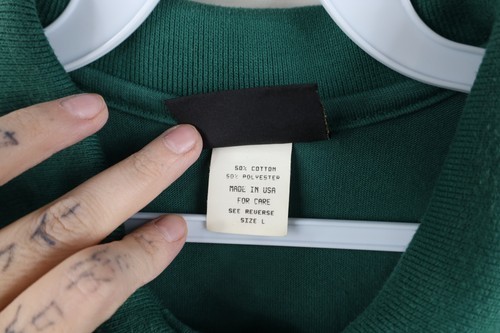 50% COTTON
50% POLYESTER
MADE IN USA
FOR CARE
SEE REVERSE
SIZE L